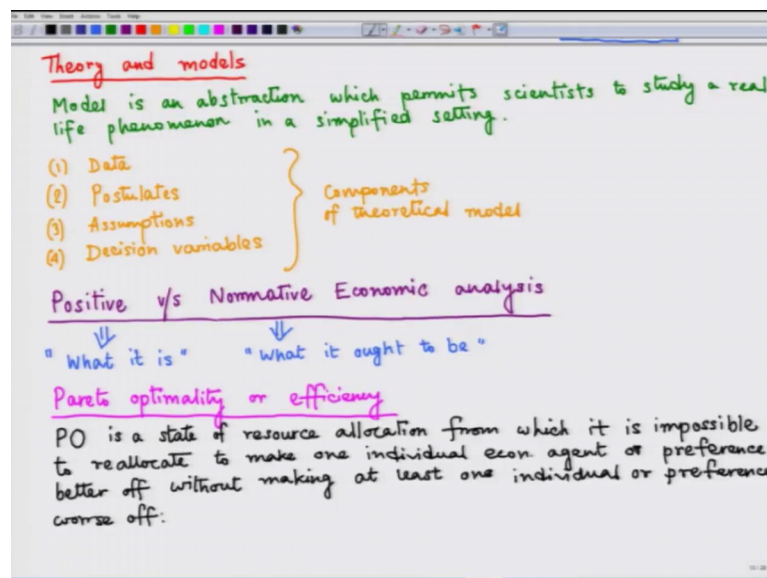 Theory and models
Model is an abstraction which permits scientists to study a real
life phenomenon in a simplified setting.
(1) Data
(2) Postulates
(3) Assumptions
(4) Decision variables
Components
of theoretical model
Positive v/s Normative Economic analysis
"What it is" "What it ought to be"
Pareto optimality or efficiency
PO is a state of resource allocation from which it is impossible
to reallocate to make one individual econ. agent or preference
better off without making at least one individual or preference
worse off: